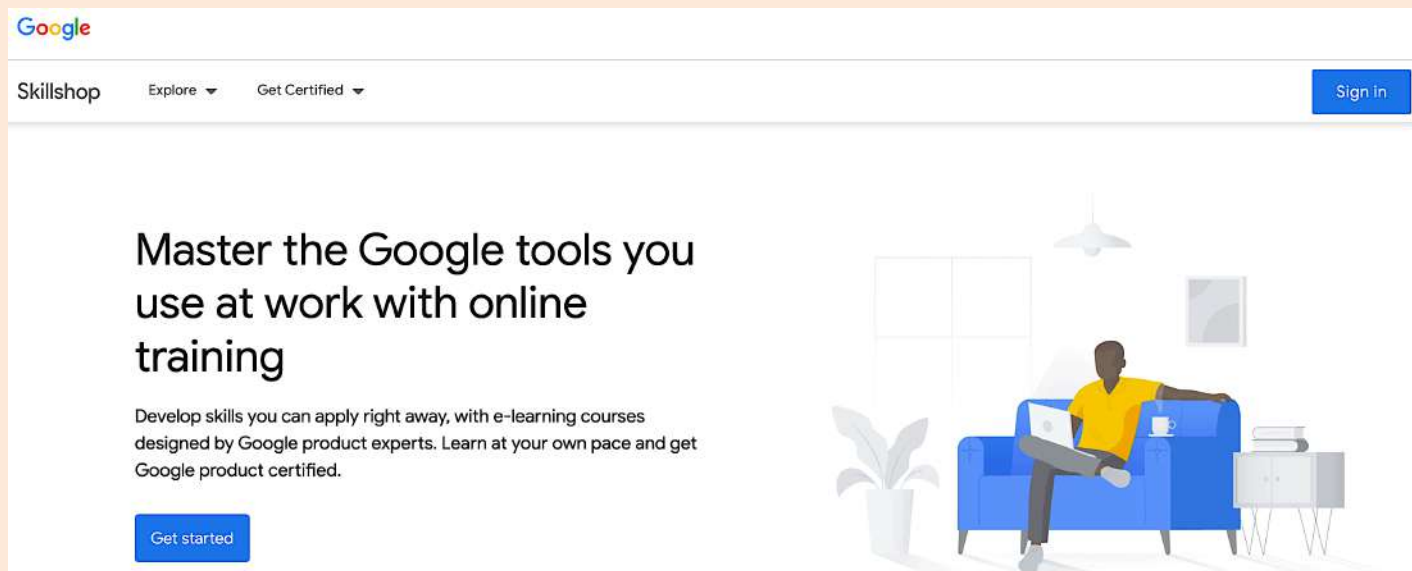 Google
Skillshop Explore Get Certified Sign in
Master the Google tools you
use at work with online
training
Develop skills you can apply right away, with e-learning courses
designed by Google product experts. Learn at your own pace and get
Google product certified.
Get started